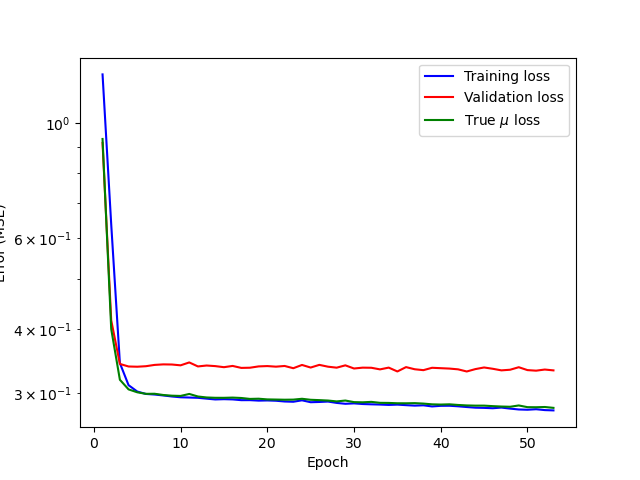 Training loss
Validation loss
True μ loss
10⁰
6 × 10⁻¹
4 × 10⁻¹
3 × 10⁻¹
Error (MSE)
0 10 20 30 40 50
Epoch